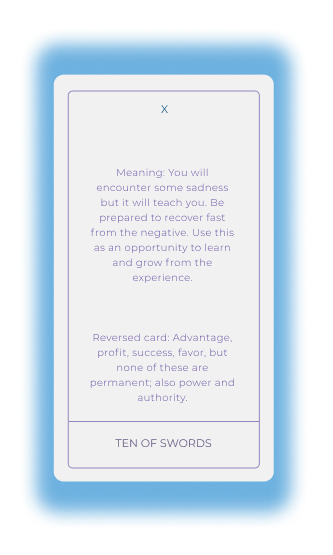 X
Meaning: You will
encounter some sadness
but it will teach you. Be
prepared to recover fast
from the negative. Use this
as an opportunity to learn
and grow from the
experience.
Reversed card: Advantage,
profit, success, favor, but
none of these are
permanent; also power and
authority.
TEN OF SWORDS